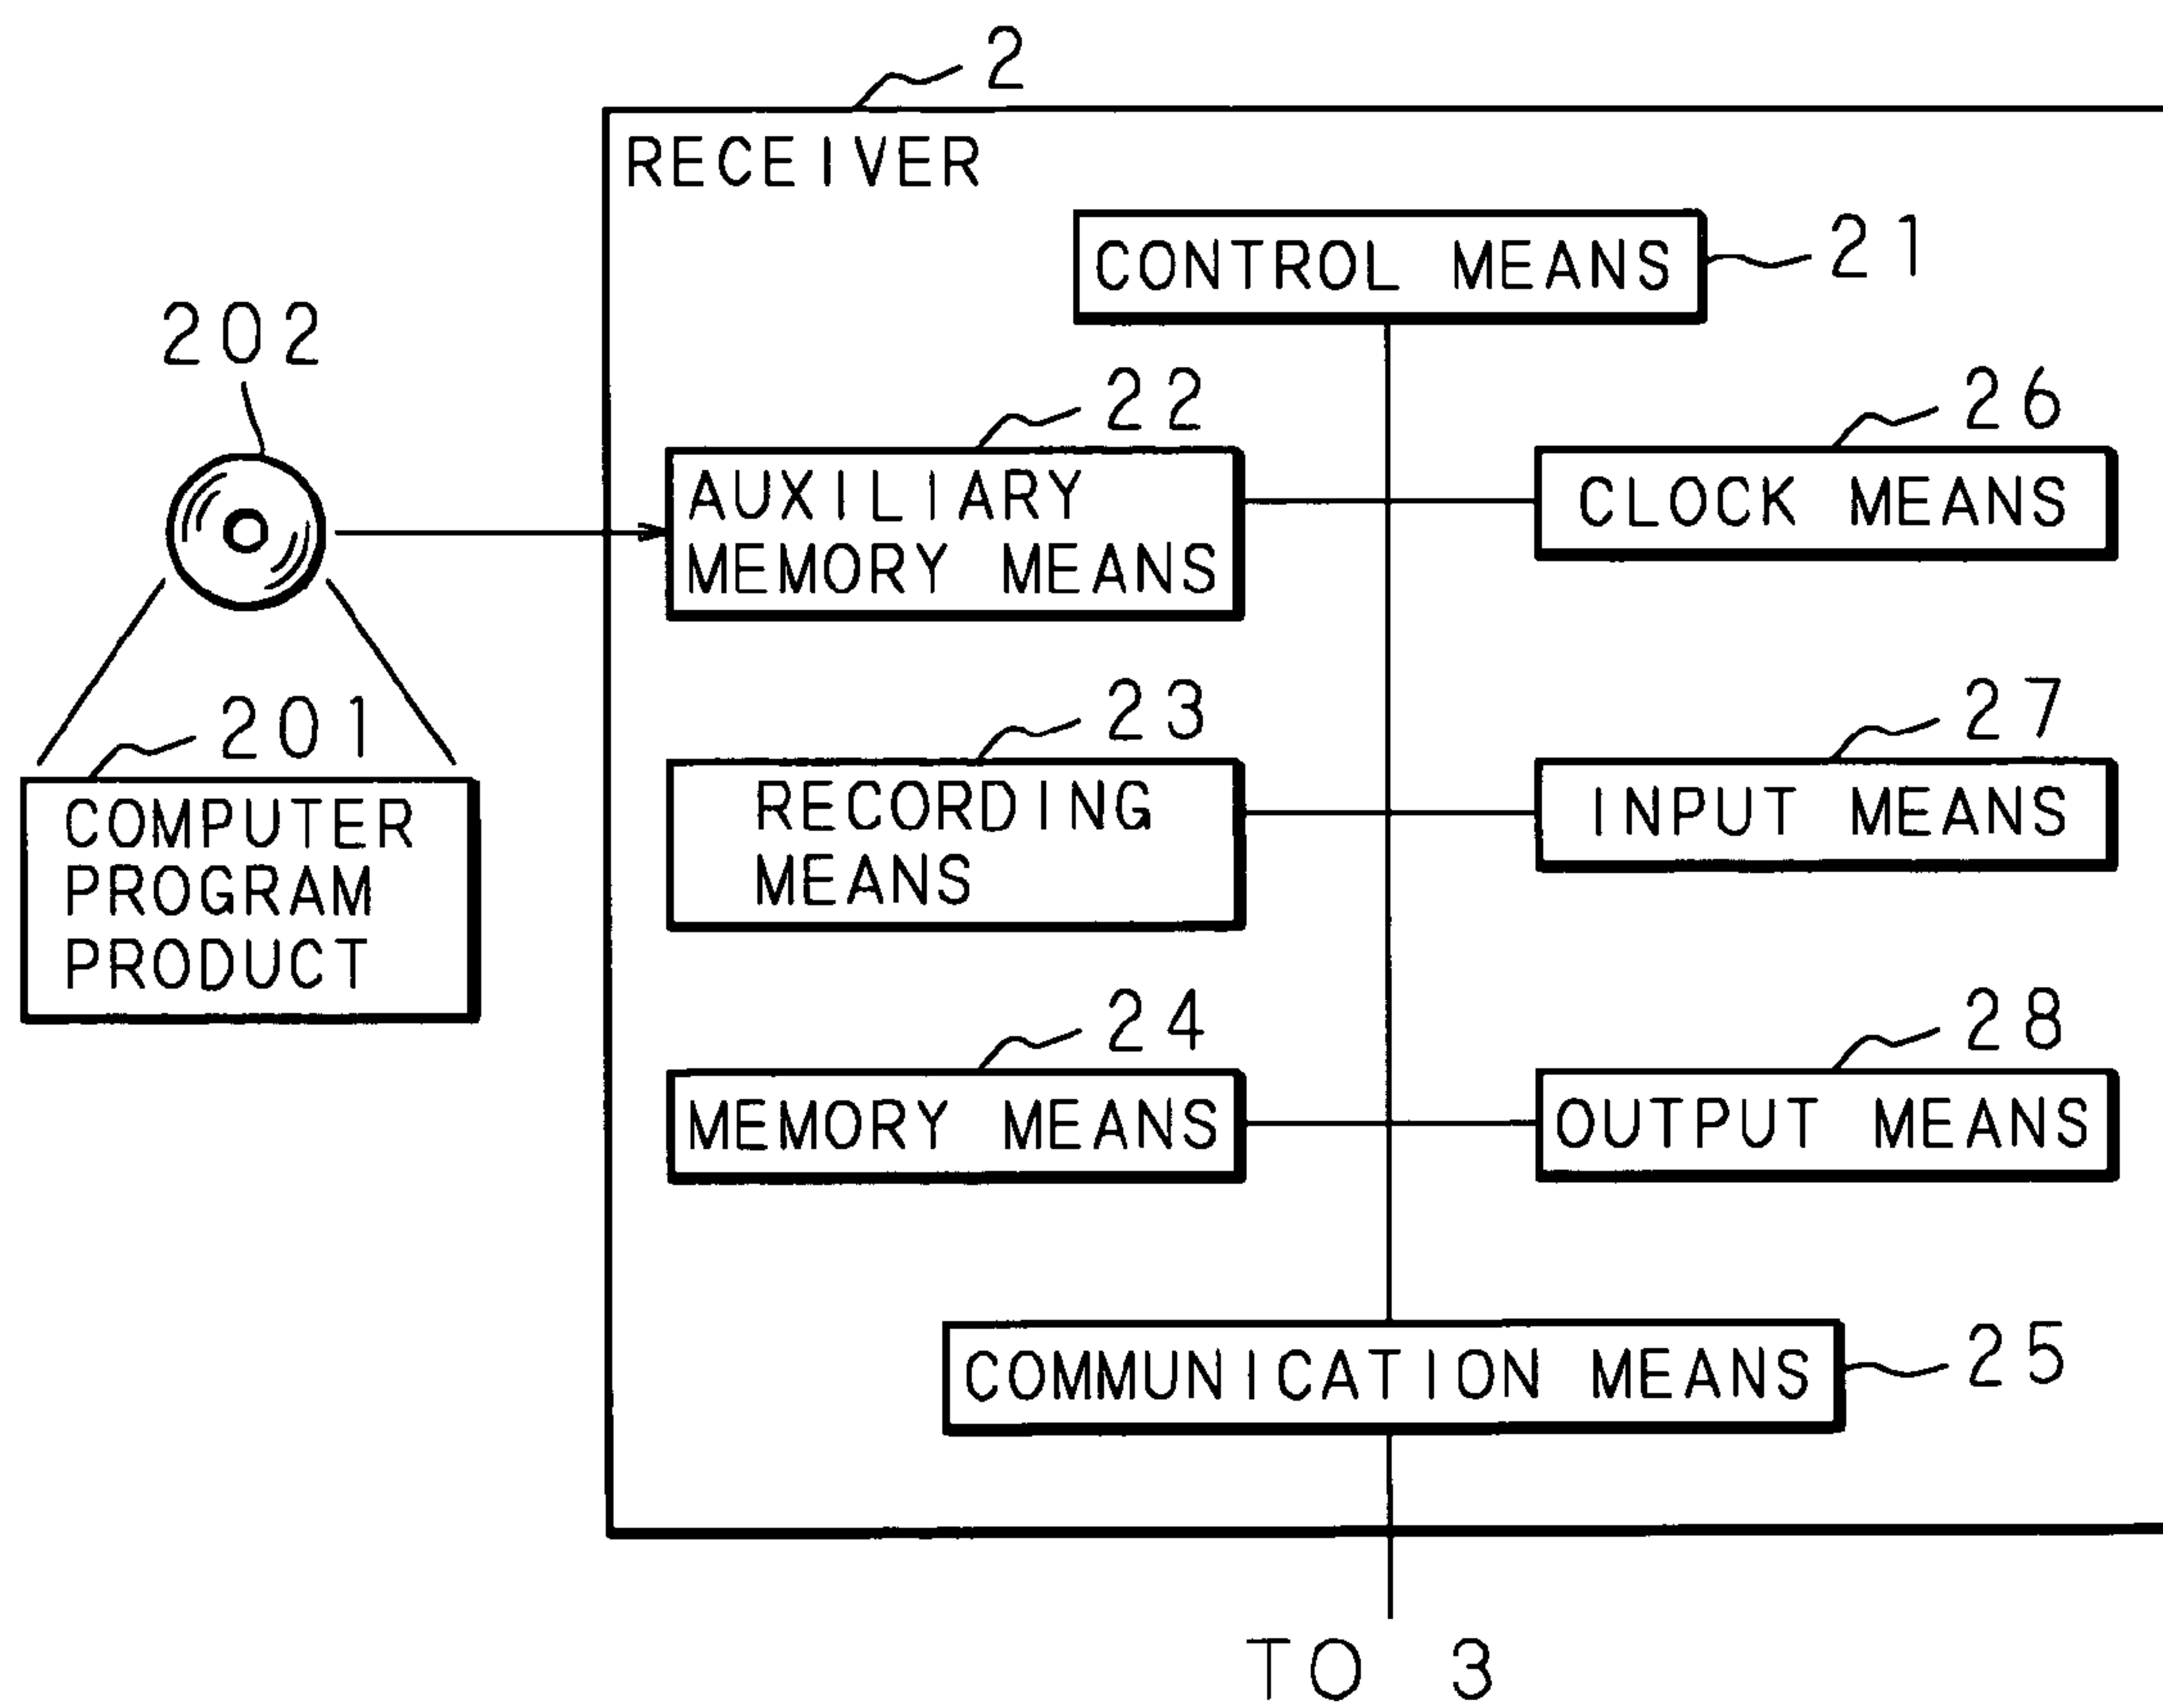 2
RECEIVER
CONTROL MEANS
21
202
22
26
AUXILIARY
MEMORY MEANS
CLOCK MEANS
201
COMPUTER
PROGRAM
PRODUCT
23
27
RECORDING
MEANS
INPUT MEANS
24
28
MEMORY MEANS
OUTPUT MEANS
COMMUNICATION MEANS
25
TO 3